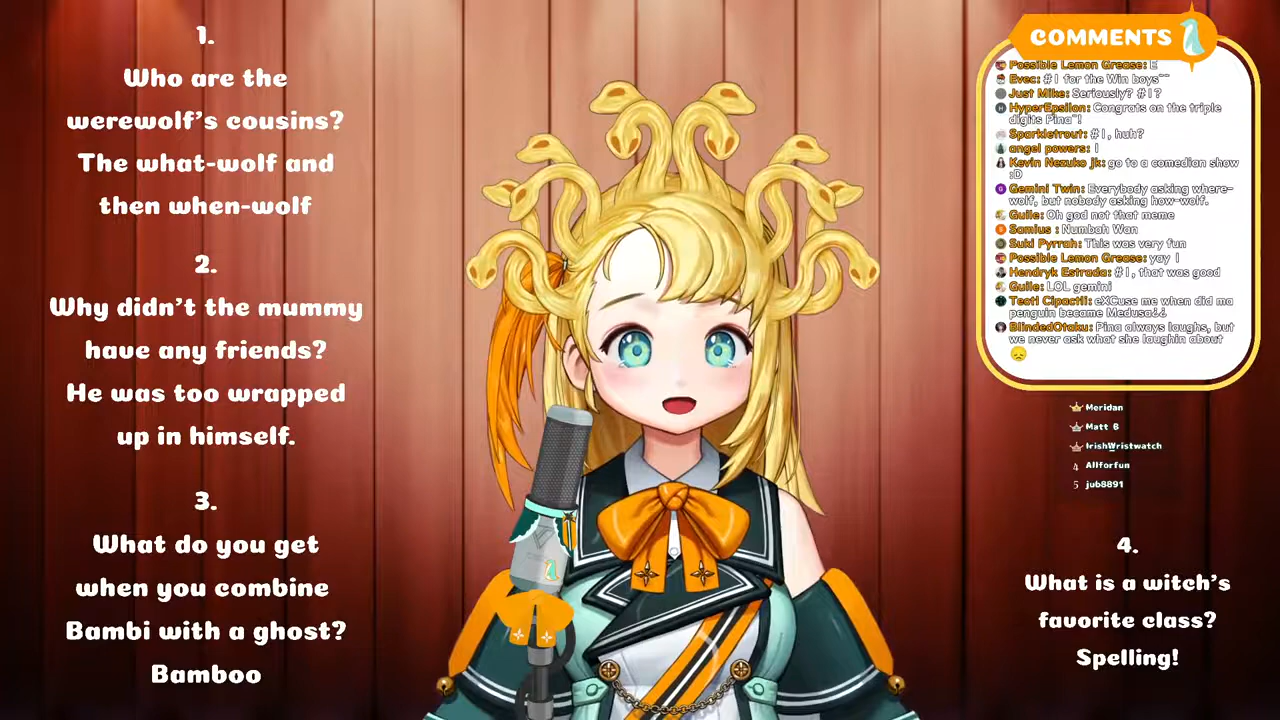 1.
Who are the
werewolf's cousins?
The what-wolf and
then when-wolf
2.
Why didn't the mummy
have any friends?
He was too wrapped
up in himself.
3.
What do you get
when you combine
Bambi with a ghost?
Bamboo
COMMENTS
Possible Lemon Grease: E
Evec: #1 for the Win boys~~
Just Mike: Seriously? #1?
HyperEpsilon: Congrats on the triple
digits Pina~!
Sparkletrout: #1, huh?
angel powers: 1
Kevin Nezuko jk: go to a comedian show
:D
Gemini Twin: Everybody asking where-
wolf, but nobody asking how-wolf.
Guile: Oh god not that meme
Samius : Numbah Wan
Suki Pyrrah: This was very fun
Possible Lemon Grease: yay 1
Hendryk Estrada: #1, that was good
Guile: LOL gemini
Teotl Cipactli: eXCuse me when did ma
penguin became Medusa¿¿
BlindedOtaku: Pina always laughs, but
we never ask what she laughin about
😞
Meridan
Matt B
IrishWristwatch
4 Allforfun
5 jub8891
4.
What is a witch's
favorite class?
Spelling!